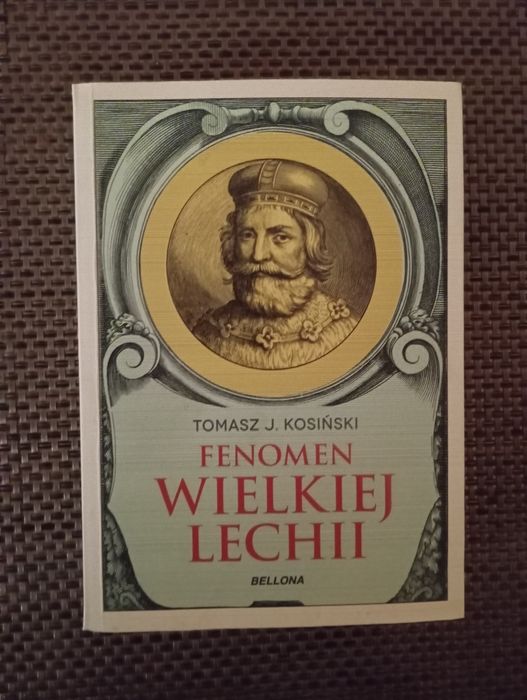 TOMASZ J. KOSIŃSKI
FENOMEN
WIELKIEJ
LECHII
BELLONA